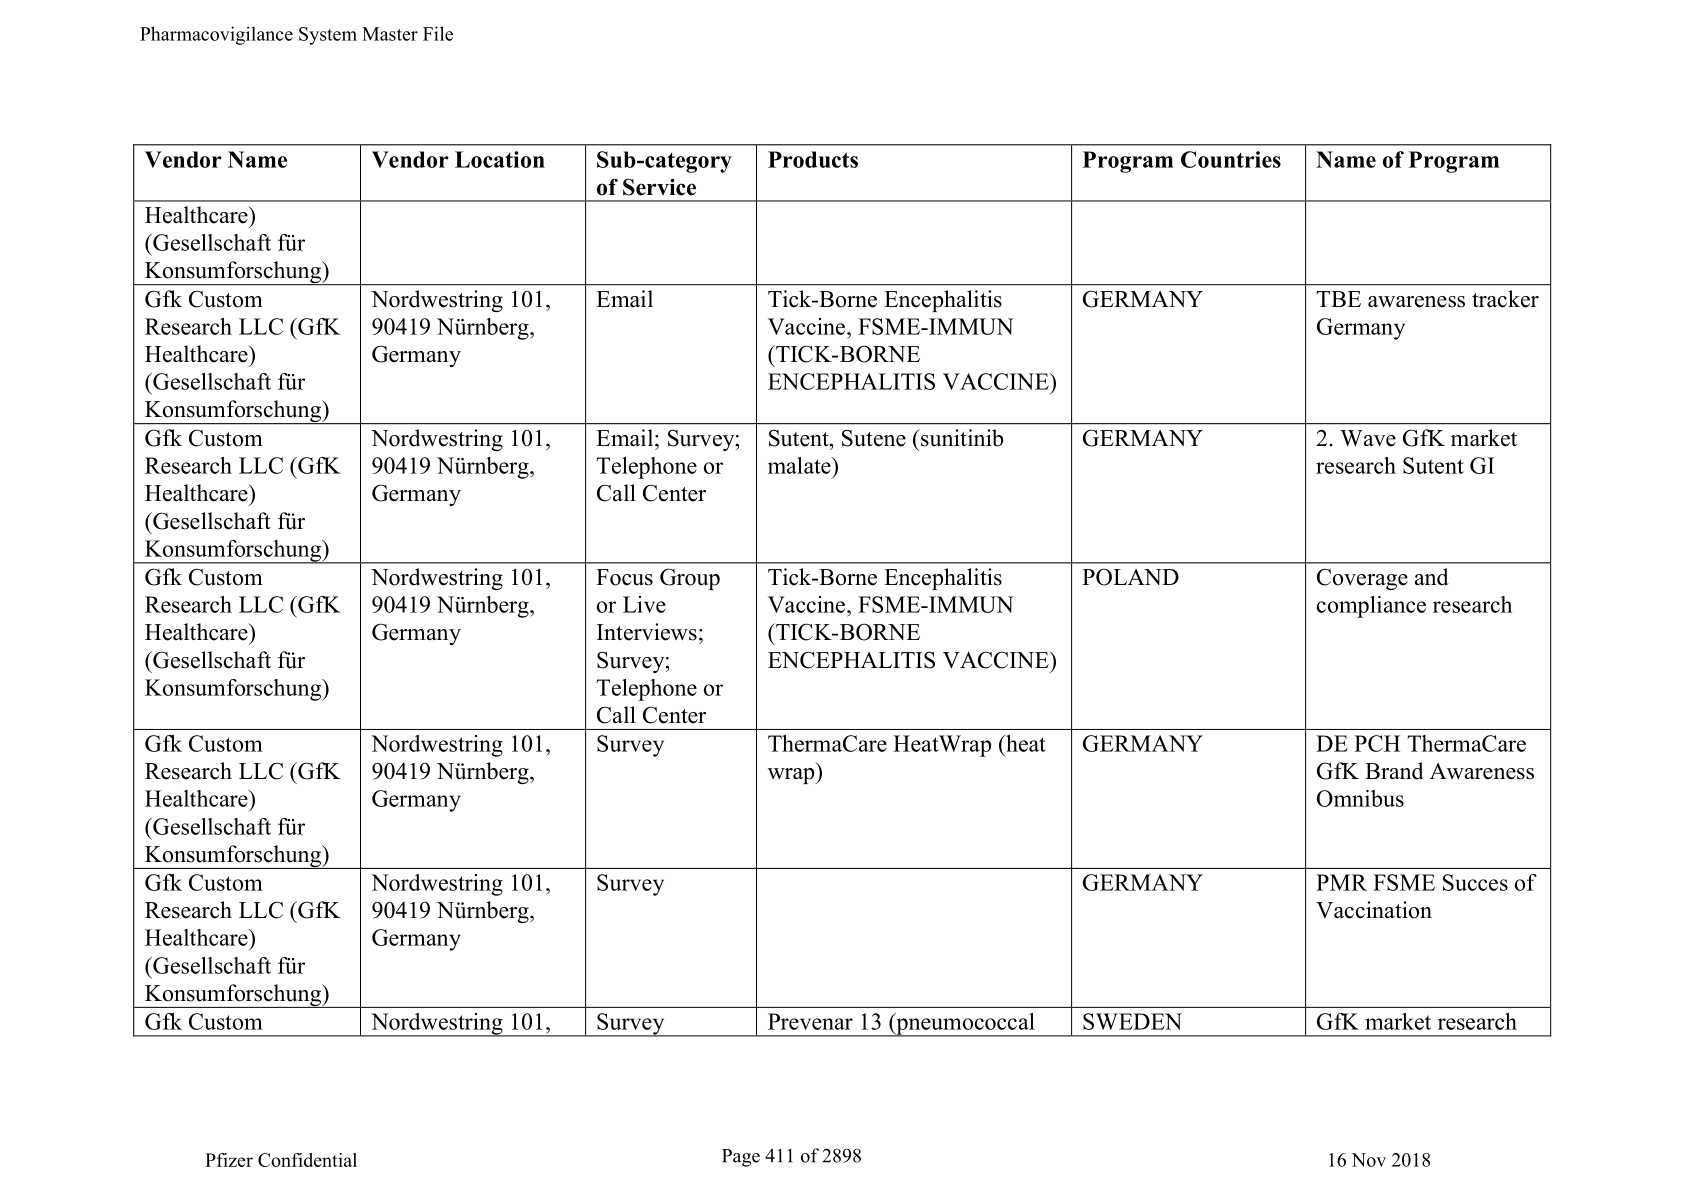 Pharmacovigilance System Master File
Vendor Name
Vendor Location
Sub-category
of Service
Products
Program Countries
Name of Program
Healthcare)
(Gesellschaft für
Konsumforschung)
Gfk Custom
Research LLC (GfK
Healthcare)
(Gesellschaft für
Konsumforschung)
Nordwestring 101,
90419 Nürnberg,
Germany
Email
Tick-Borne Encephalitis
Vaccine, FSME-IMMUN
(TICK-BORNE
ENCEPHALITIS VACCINE)
GERMANY
TBE awareness tracker
Germany
Gfk Custom
Research LLC (GfK
Healthcare)
(Gesellschaft für
Konsumforschung)
Nordwestring 101,
90419 Nürnberg,
Germany
Email; Survey;
Telephone or
Call Center
Sutent, Sutene (sunitinib
malate)
GERMANY
2. Wave GfK market
research Sutent GI
Gfk Custom
Research LLC (GfK
Healthcare)
(Gesellschaft für
Konsumforschung)
Nordwestring 101,
90419 Nürnberg,
Germany
Focus Group
or Live
Interviews;
Survey;
Telephone or
Call Center
Tick-Borne Encephalitis
Vaccine, FSME-IMMUN
(TICK-BORNE
ENCEPHALITIS VACCINE)
POLAND
Coverage and
compliance research
Gfk Custom
Research LLC (GfK
Healthcare)
(Gesellschaft für
Konsumforschung)
Nordwestring 101,
90419 Nürnberg,
Germany
Survey
ThermaCare HeatWrap (heat
wrap)
GERMANY
DE PCH ThermaCare
GfK Brand Awareness
Omnibus
Gfk Custom
Research LLC (GfK
Healthcare)
(Gesellschaft für
Konsumforschung)
Nordwestring 101,
90419 Nürnberg,
Germany
Survey
GERMANY
PMR FSME Succes of
Vaccination
Gfk Custom
Nordwestring 101,
Survey
Prevenar 13 (pneumococcal
SWEDEN
GfK market research
Pfizer Confidential
Page 411 of 2898
16 Nov 2018